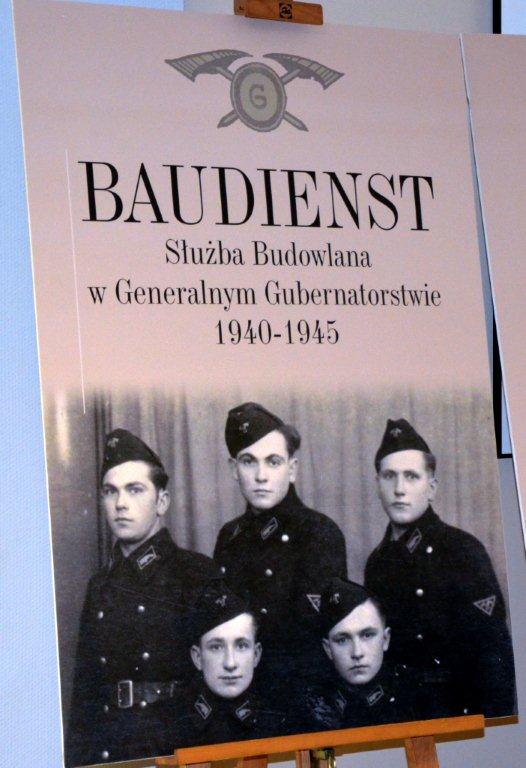 G
BAUDIENST
Służba Budowlana
w Generalnym Gubernatorstwie
1940-1945